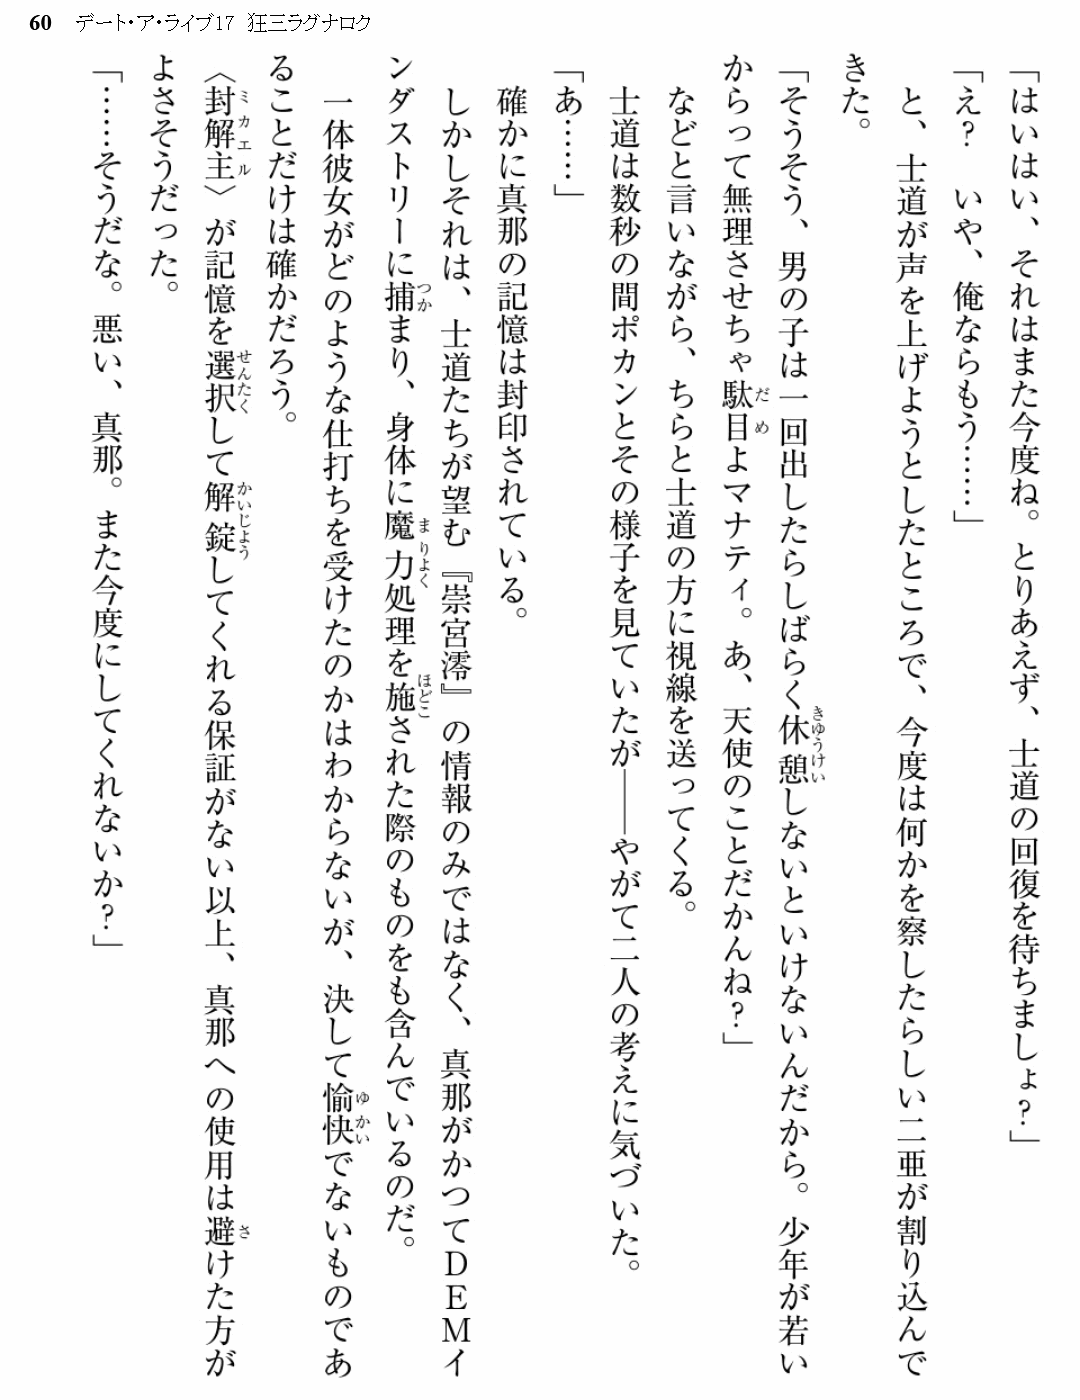 60 デート・ア・ライブ17 狂三ラグナロク
「はいはい、それはまた今度ね。とりあえず、士道の回復を待ちましょ?」
「え? いや、俺ならもう……」
と、士道が声を上げようとしたところで、今度は何かを察したらしい二亜が割り込んで
きた。
「そうそう、男の子は一回出したらしばらく休憩しないといけないんだから。少年が若い
からって無理させちゃ駄目よマナティ。あ、天使のことだかんね?」
などと言いながら、ちらと士道の方に視線を送ってくる。
士道は数秒の間ポカンとその様子を見ていたが――やがて二人の考えに気づいた。
「あ……」
確かに真那の記憶は封印されている。
しかしそれは、士道たちが望む『崇宮澪』の情報のみではなく、真那がかつてDEMイ
ンダストリーに捕まり、身体に魔力処理を施された際のものをも含んでいるのだ。
一体彼女がどのような仕打ちを受けたのかはわからないが、決して愉快でないものであ
ることだけは確かだろう。
〈封解主〉が記憶を選択して解錠してくれる保証がない以上、真那への使用は避けた方が
よさそうだった。
「……そうだな。悪い、真那。また今度にしてくれないか?」